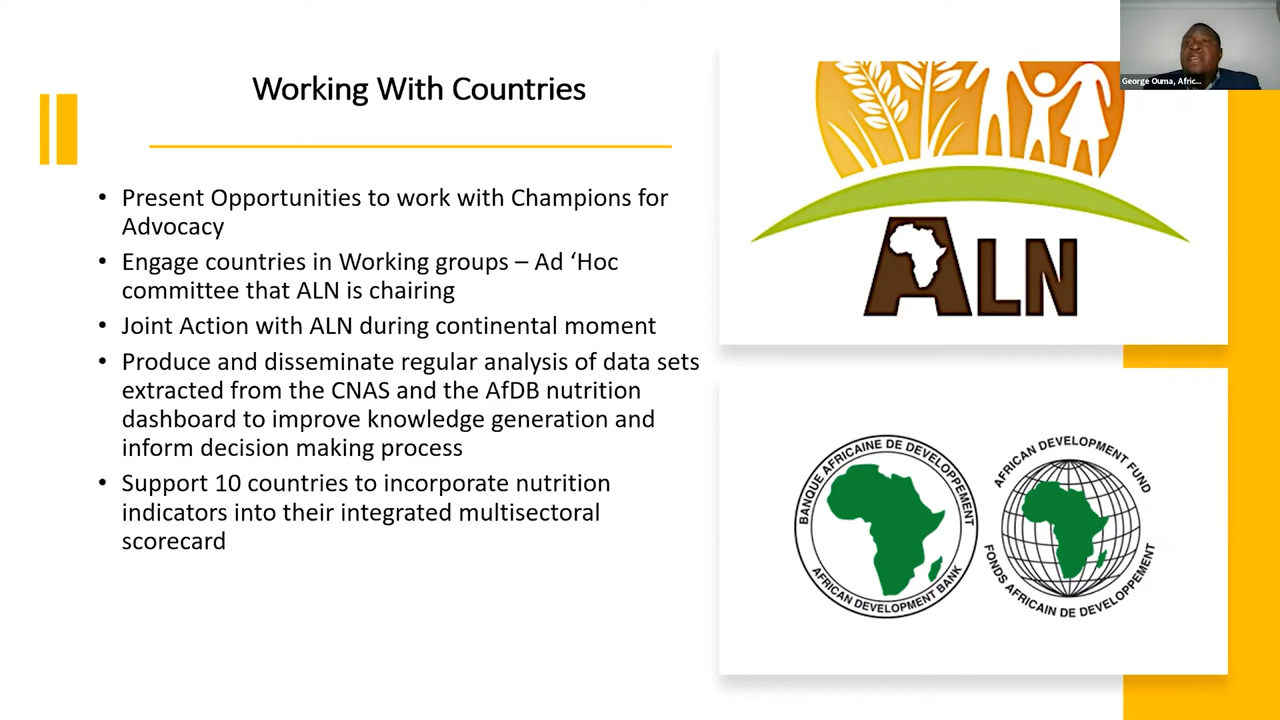 George Ouma, Afric...
Working With Countries
• Present Opportunities to work with Champions for
Advocacy
• Engage countries in Working groups – Ad ‘Hoc
committee that ALN is chairing
• Joint Action with ALN during continental moment
• Produce and disseminate regular analysis of data sets
extracted from the CNAS and the AfDB nutrition
dashboard to improve knowledge generation and
inform decision making process
• Support 10 countries to incorporate nutrition
indicators into their integrated multisectoral
scorecard
ALN
BANQUE AFRICAINE DE DEVELOPPEMENT
AFRICAN DEVELOPMENT BANK
AFRICAN DEVELOPMENT FUND
FONDS AFRICAIN DE DEVELOPPEMENT